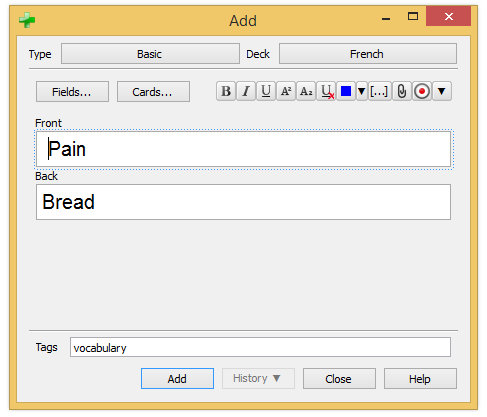 Add
Type Basic Deck French
Fields... Cards... B I U A² A₂ U [...]
Front
Pain
Back
Bread
Tags vocabulary
Add History ▼ Close Help